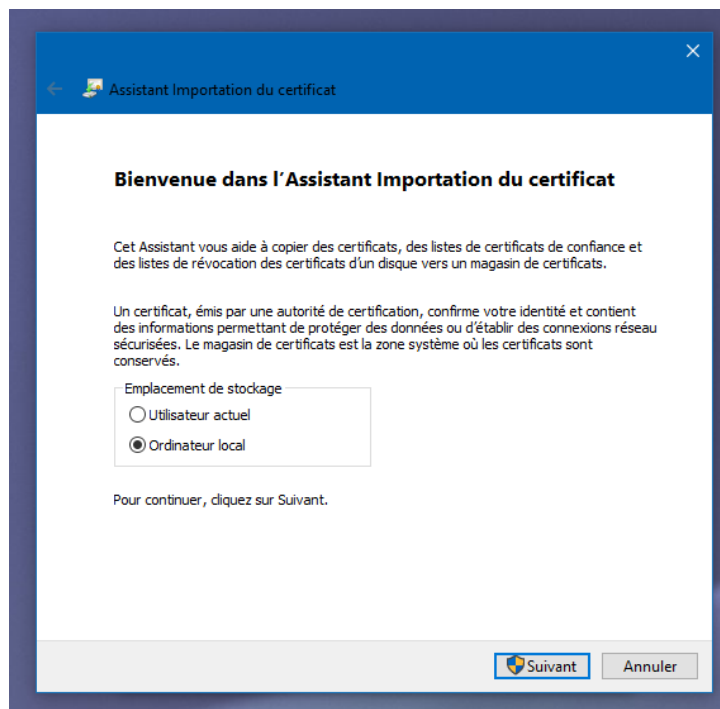 Assistant Importation du certificat
Bienvenue dans l'Assistant Importation du certificat
Cet Assistant vous aide à copier des certificats, des listes de certificats de confiance et
des listes de révocation des certificats d'un disque vers un magasin de certificats.
Un certificat, émis par une autorité de certification, confirme votre identité et contient
des informations permettant de protéger des données ou d'établir des connexions réseau
sécurisées. Le magasin de certificats est la zone système où les certificats sont
conservés.
Emplacement de stockage
Utilisateur actuel
Ordinateur local
Pour continuer, cliquez sur Suivant.
Suivant
Annuler